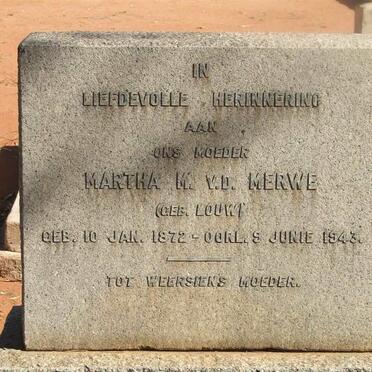 IN
LIEFDEVOLLE HERINNERING
AAN
ONS MOEDER
MARTHA M. V.D. MERWE
(GEB. LOUW)
GEB. 10 JAN. 1872 - OORL. 9 JUNIE 1943.
TOT WEERSIENS MOEDER.